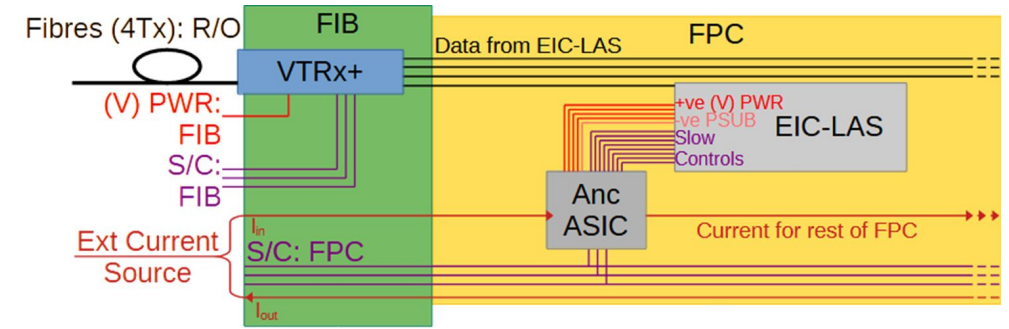 Fibres (4Tx): R/O
FIB
FPC
Data from EIC-LAS
VTRx+
(V) PWR:
FIB
+ve (V) PWR
-ve PSUB
Slow
Controls
EIC-LAS
S/C:
FIB
Anc
ASIC
Iin
Current for rest of FPC
Ext Current
Source
S/C: FPC
Iout